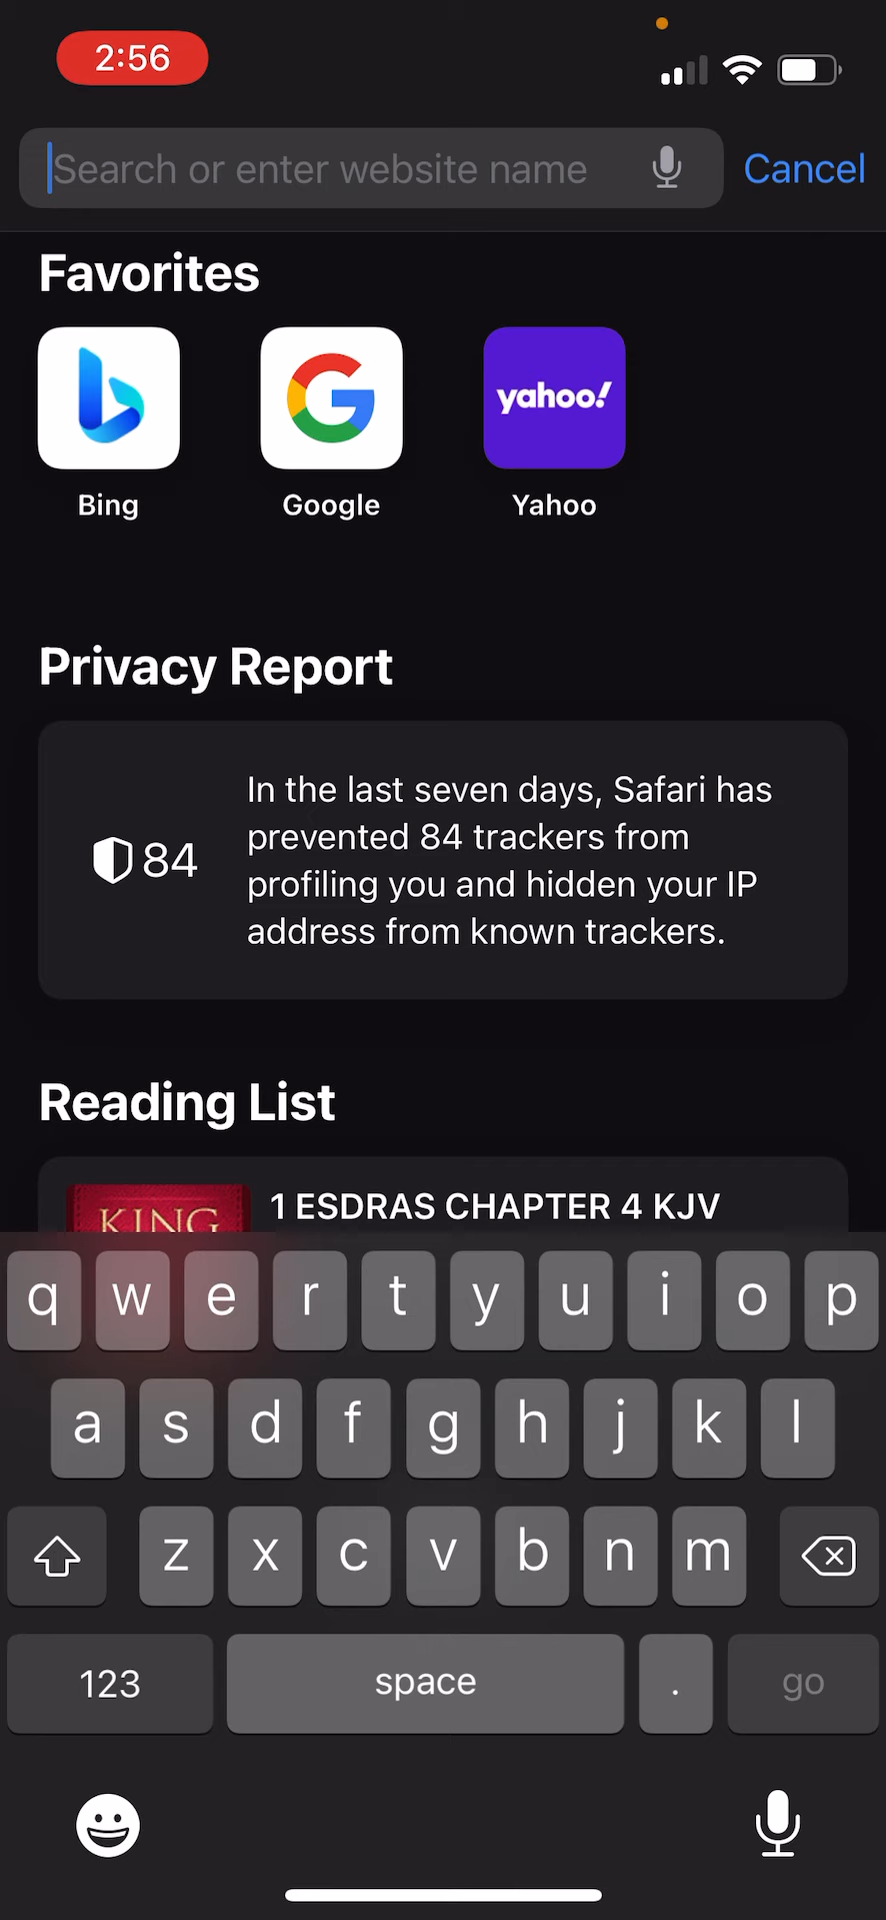 2:56
Search or enter website name
Cancel
Favorites
yahoo!
Bing
Google
Yahoo
Privacy Report
84
In the last seven days, Safari has
prevented 84 trackers from
profiling you and hidden your IP
address from known trackers.
Reading List
KING
1 ESDRAS CHAPTER 4 KJV
q w e r t y u i o p
a s d f g h j k l
z x c v b n m
123 space . go